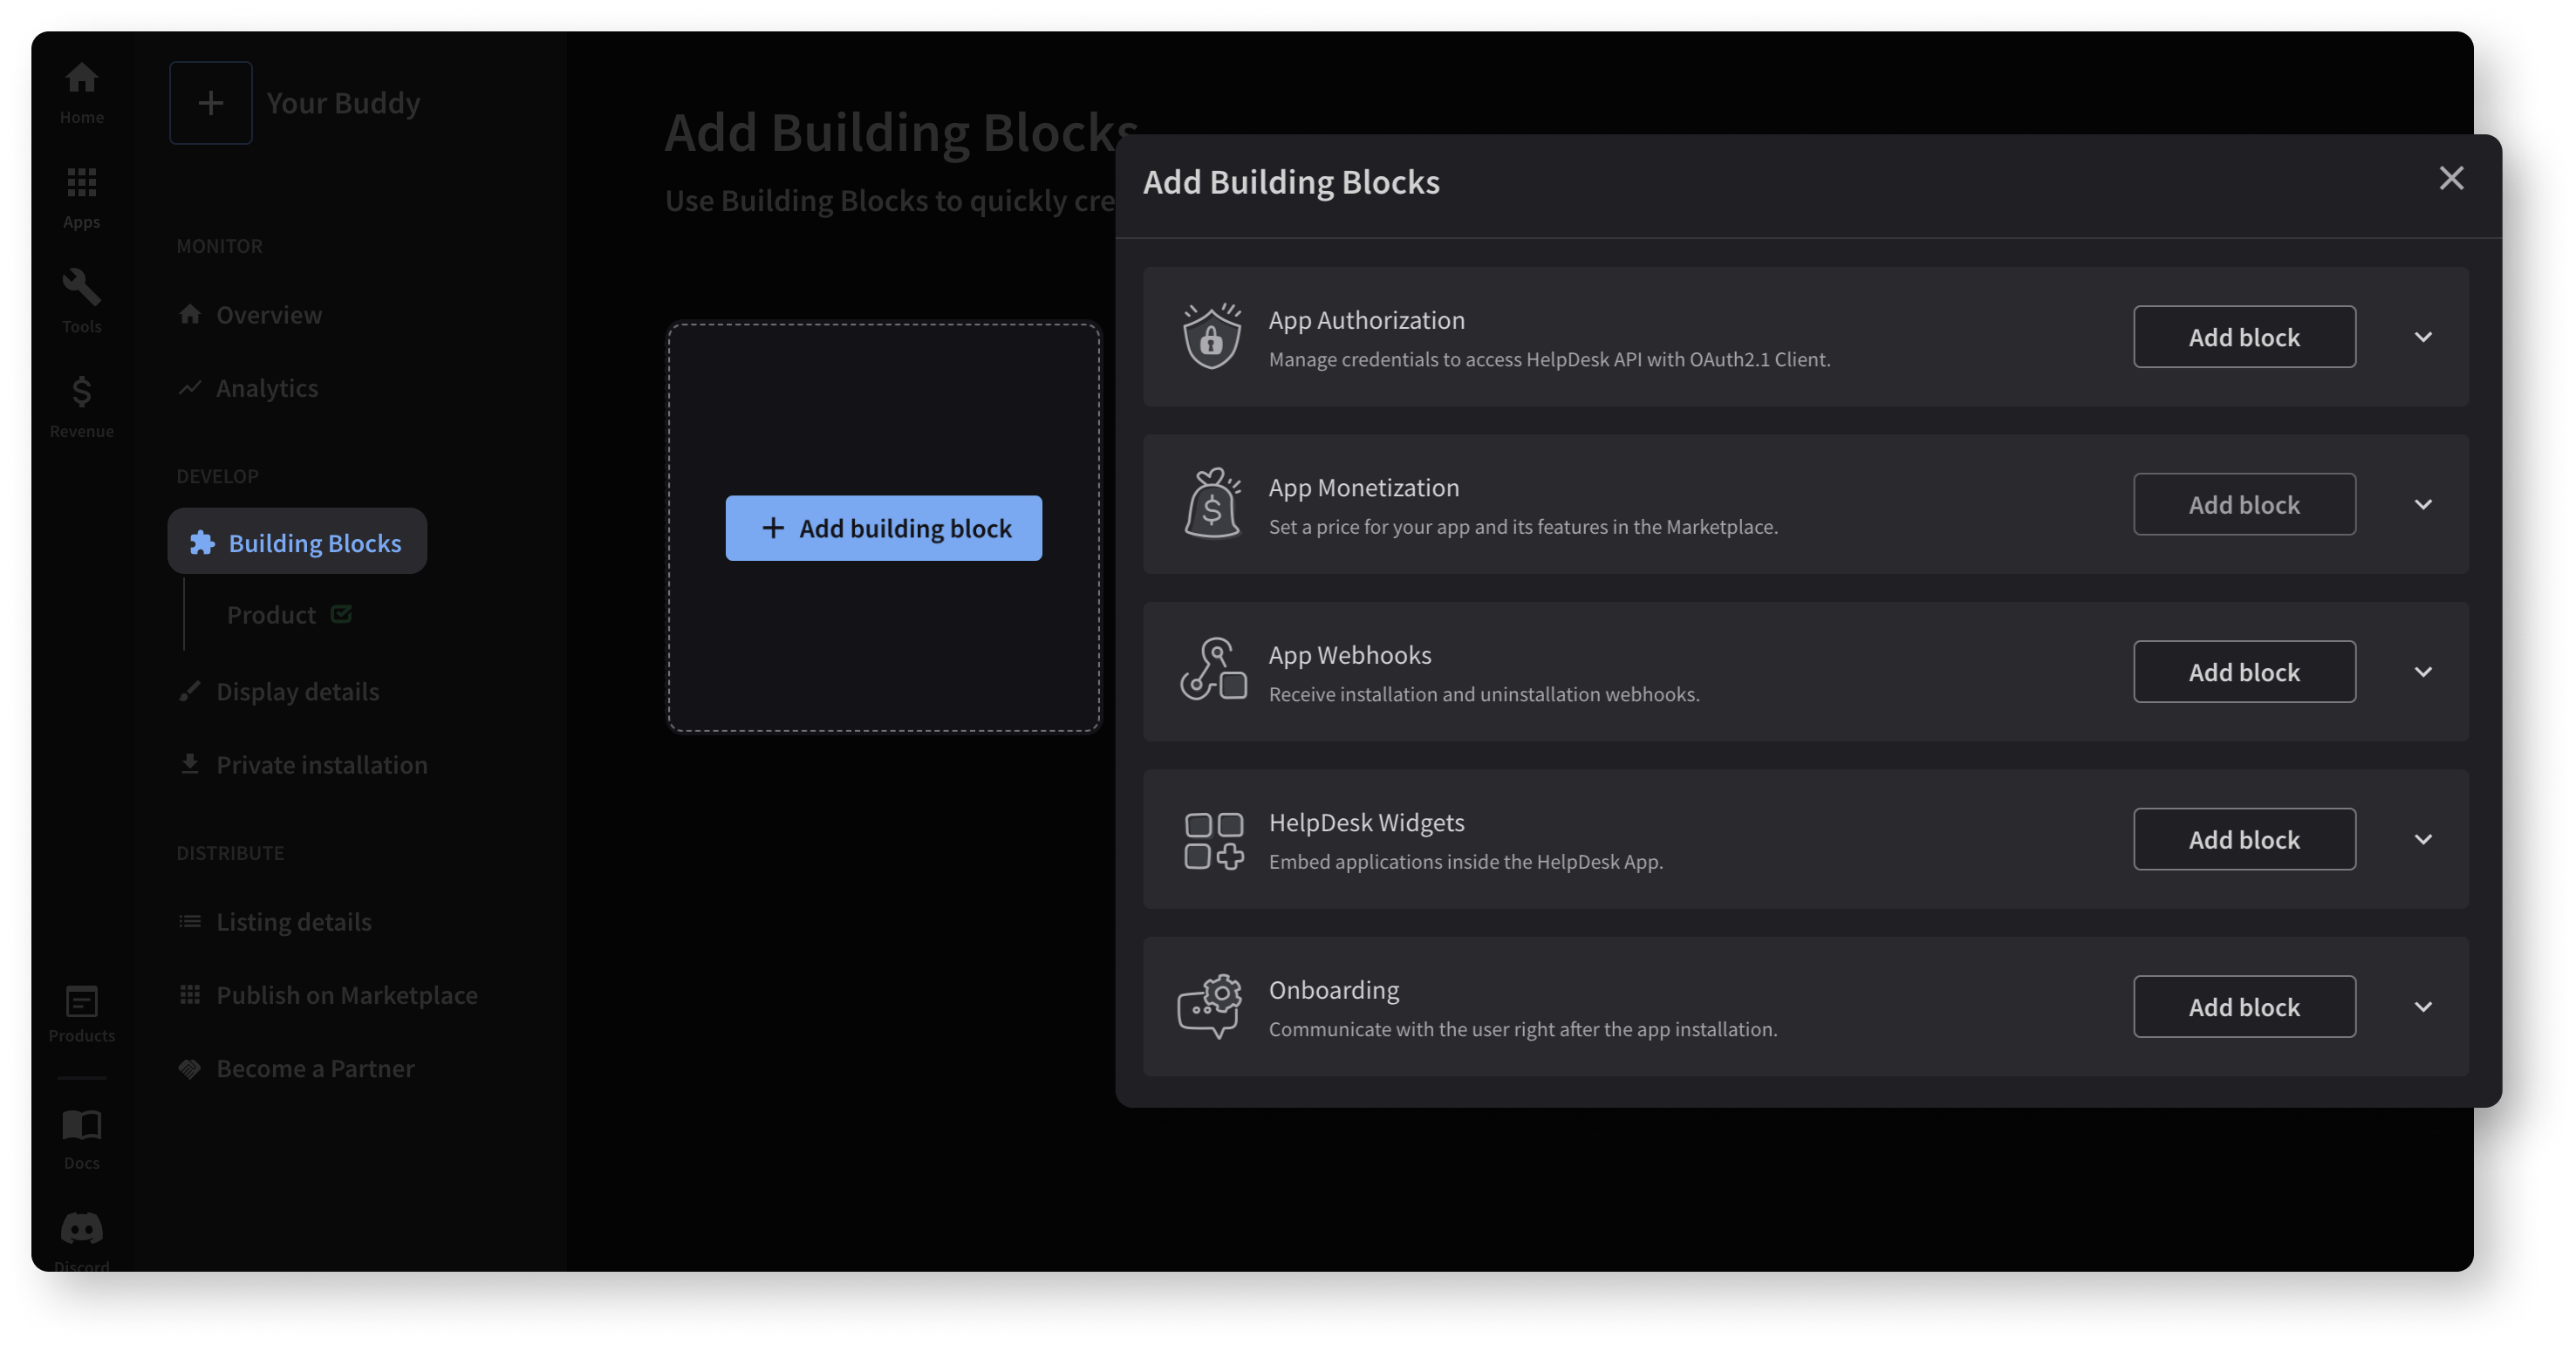 Home
Apps
Tools
Revenue
Products
Docs
Discord
Your Buddy
MONITOR
Overview
Analytics
DEVELOP
Building Blocks
Product
Display details
Private installation
DISTRIBUTE
Listing details
Publish on Marketplace
Become a Partner
Add Building Blocks
Use Building Blocks to quickly cre
+ Add building block
Add Building Blocks
App Authorization
Manage credentials to access HelpDesk API with OAuth2.1 Client.
Add block
App Monetization
Set a price for your app and its features in the Marketplace.
Add block
App Webhooks
Receive installation and uninstallation webhooks.
Add block
HelpDesk Widgets
Embed applications inside the HelpDesk App.
Add block
Onboarding
Communicate with the user right after the app installation.
Add block